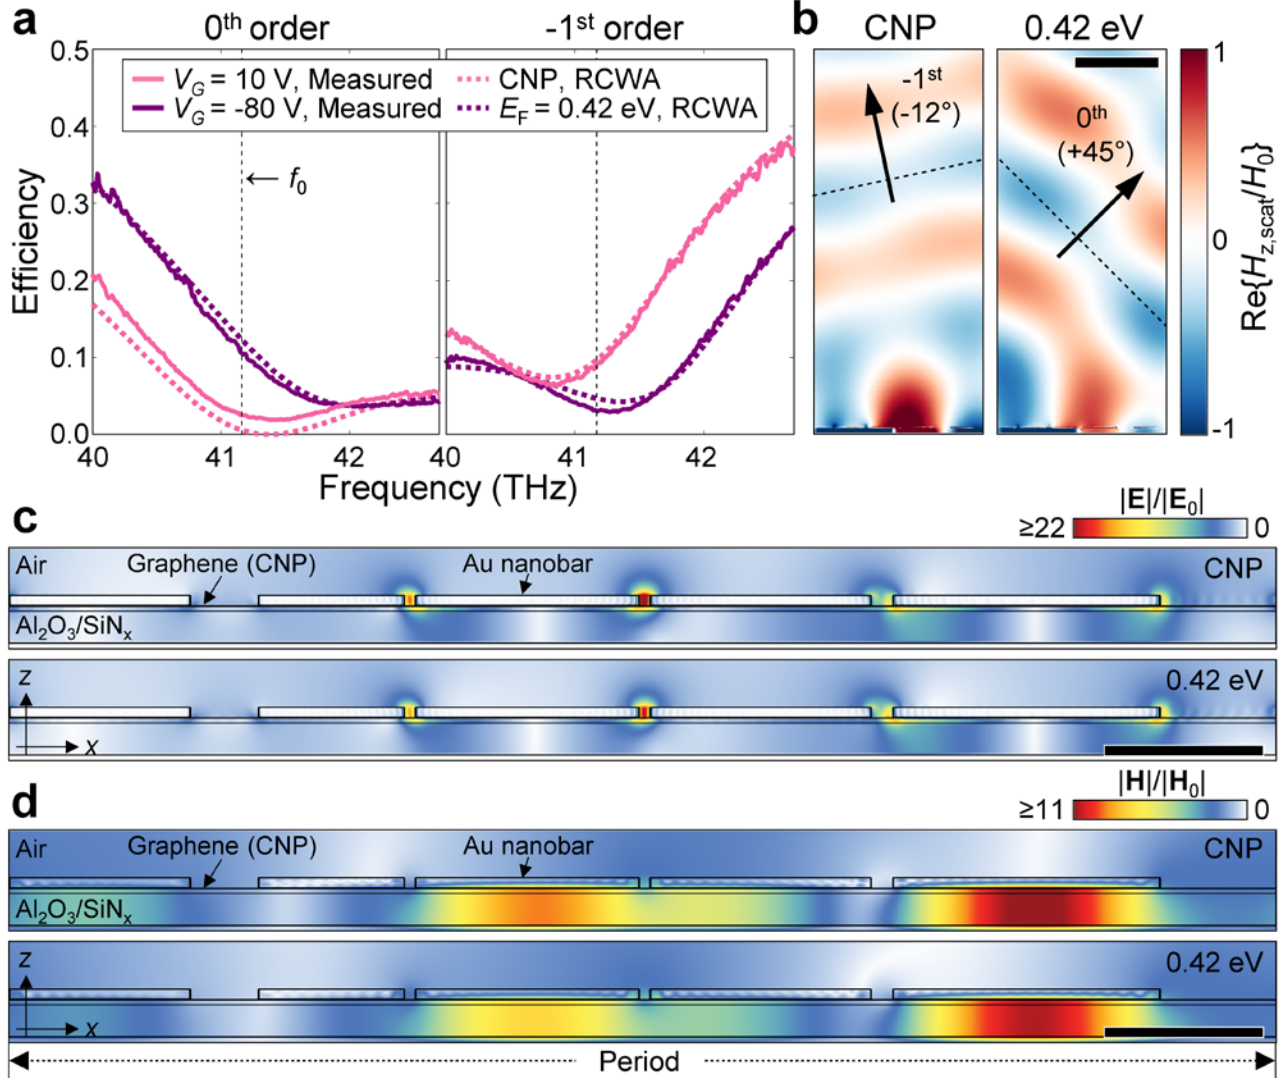 a
0th order
-1st order
0.5
0.4
0.3
0.2
0.1
0.0
Efficiency
VG = 10 V, Measured
VG = -80 V, Measured
CNP, RCWA
EF = 0.42 eV, RCWA
← f0
40
41
42
40
41
42
Frequency (THz)
b
CNP
0.42 eV
-1st
(-12°)
0th
(+45°)
1
0
-1
Re{Hz,scat/H0}
c
|E|/|E0|
≥22
0
Air
Graphene (CNP)
Au nanobar
CNP
Al2O3/SiNx
z
x
0.42 eV
d
|H|/|H0|
≥11
0
Air
Graphene (CNP)
Au nanobar
CNP
Al2O3/SiNx
z
x
0.42 eV
Period